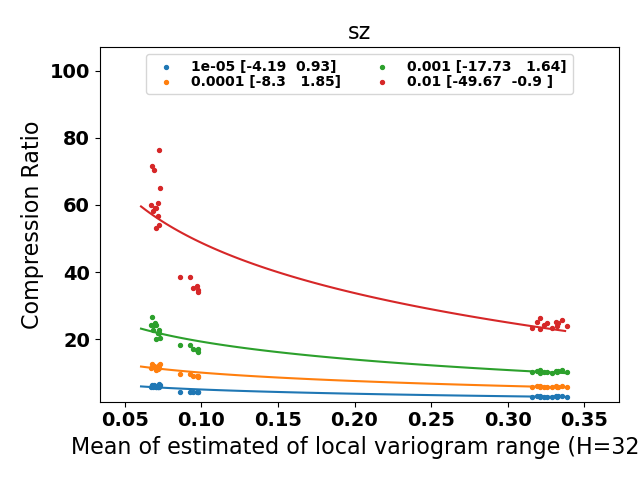 sz
1e-05 [-4.19  0.93]
0.0001 [-8.3   1.85]
0.001 [-17.73   1.64]
0.01 [-49.67  -0.9 ]
Compression Ratio
100
80
60
40
20
0.05 0.10 0.15 0.20 0.25 0.30 0.35
Mean of estimated of local variogram range (H=32